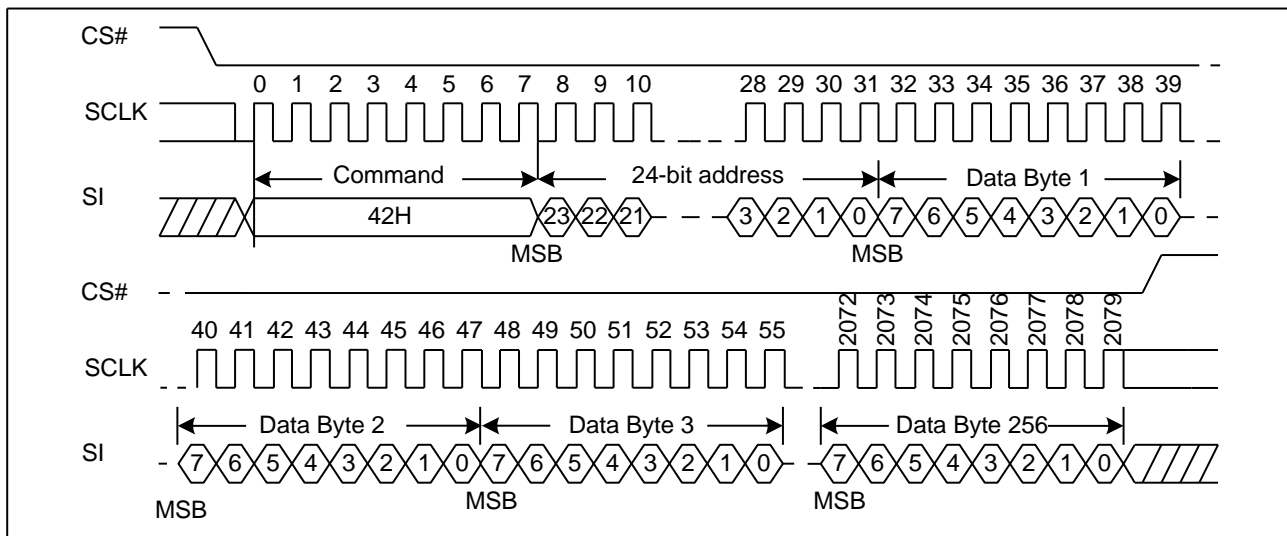 CS#
0 1 2 3 4 5 6 7 8 9 10 28 29 30 31 32 33 34 35 36 37 38 39
SCLK
Command 24-bit address Data Byte 1
SI
42H 23 22 21 3 2 1 0 7 6 5 4 3 2 1 0
MSB MSB
CS#
40 41 42 43 44 45 46 47 48 49 50 51 52 53 54 55 2072 2073 2074 2075 2076 2077 2078 2079
SCLK
Data Byte 2 Data Byte 3 Data Byte 256
SI
7 6 5 4 3 2 1 0 7 6 5 4 3 2 1 0 7 6 5 4 3 2 1 0
MSB MSB MSB